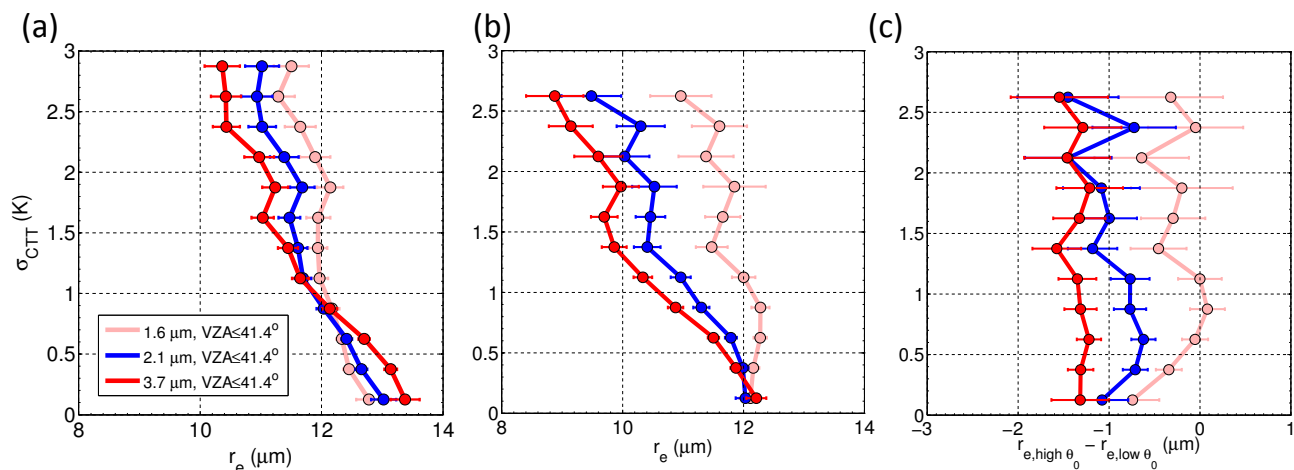 (a)
3
2.5
2
1.5
1
0.5
0
σCTT (K)
1.6 μm, VZA≤41.4°
2.1 μm, VZA≤41.4°
3.7 μm, VZA≤41.4°
8 10 12 14
re (μm)
(b)
3
2.5
2
1.5
1
0.5
0
8 10 12 14
re (μm)
(c)
3
2.5
2
1.5
1
0.5
0
−3 −2 −1 0 1
re,high θ0 − re,low θ0 (μm)